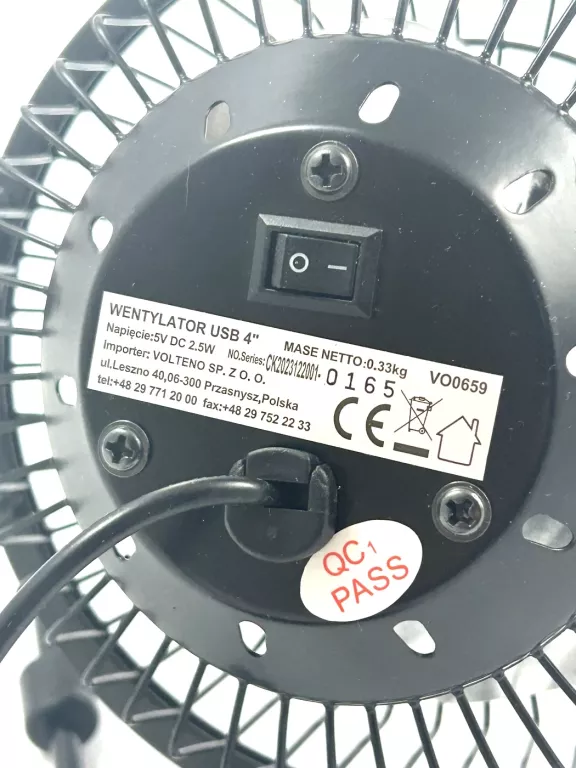 WENTYLATOR USB 4" MASE NETTO:0.33kg VO0659
Napięcie:5V DC 2.5W NO.Series:CK2023122001-0165
Importer: VOLTENO SP. Z O. O.
ul.Leszno 40,06-300 Przasnysz,Polska
tel:+48 29 771 20 00 fax:+48 29 752 22 33
CE
QC1
PASS